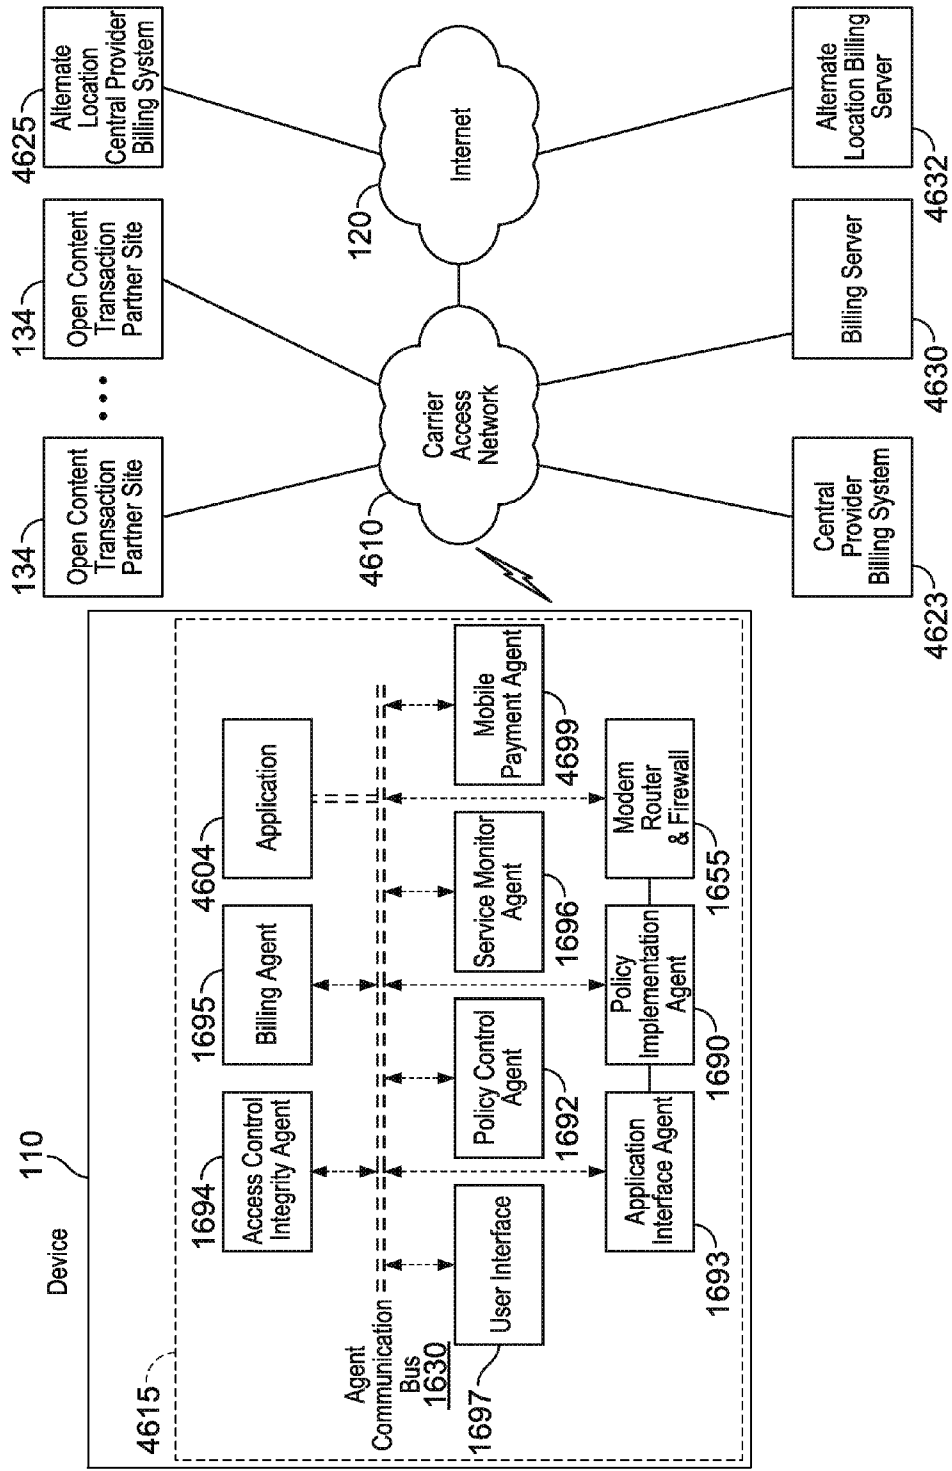 Device
110
4615
1694
Access Control
Integrity Agent
1695
Billing Agent
4604
Application
Agent
Communication
Bus
1630
User Interface
1697
Policy Control
Agent
1692
Service Monitor
Agent
1696
Mobile
Payment Agent
4699
Application
Interface Agent
1693
Policy
Implementation
Agent
1690
Modem
Router
& Firewall
1655
134
Open Content
Transaction
Partner Site
• • •
134
Open Content
Transaction
Partner Site
4625
Alternate
Location
Central Provider
Billing System
4610
Carrier
Access
Network
120
Internet
Central
Provider
Billing System
4623
Billing Server
4630
Alternate
Location Billing
Server
4632